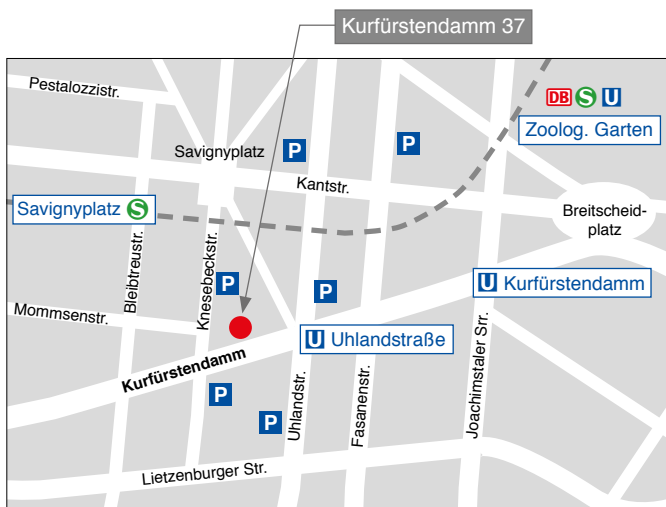 Kurfürstendamm 37
Pestalozzistr.
DB S U
Zoolog. Garten
P
P
Savignyplatz
Kantstr.
Savignyplatz S
Breitscheid-
platz
Bleibtreustr.
Knesebeckstr.
P
P
U Kurfürstendamm
Mommsenstr.
U Uhlandstraße
Kurfürstendamm
Uhlandstr.
Fasanenstr.
Joachimstaler Srr.
P
P
Lietzenburger Str.